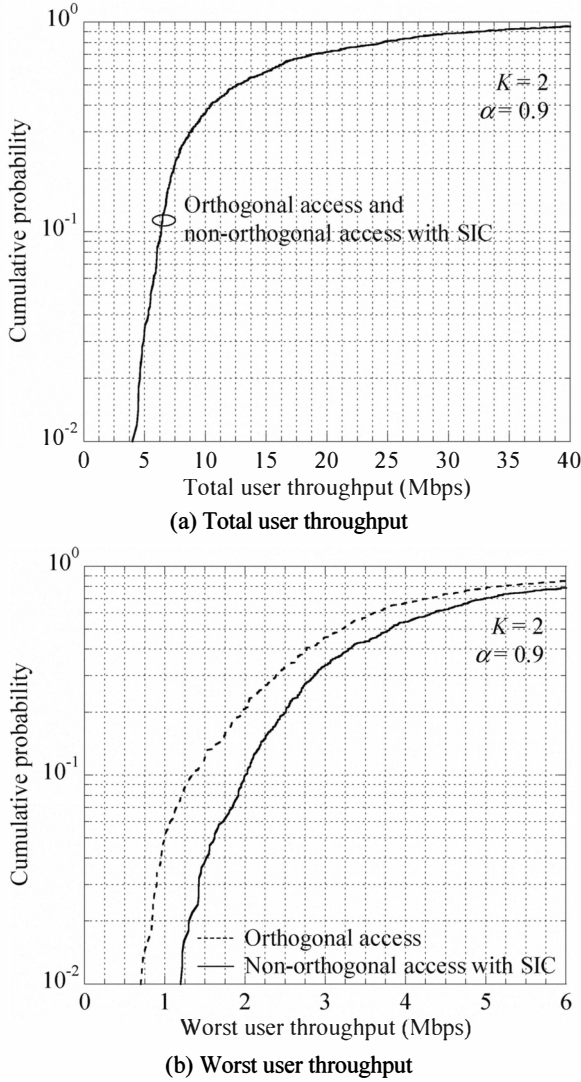 10^0
K = 2
α = 0.9
Orthogonal access and
non-orthogonal access with SIC
10^-1
Cumulative probability
10^-2
0 5 10 15 20 25 30 35 40
Total user throughput (Mbps)
(a) Total user throughput
10^0
K = 2
α = 0.9
10^-1
Cumulative probability
Orthogonal access
Non-orthogonal access with SIC
10^-2
0 1 2 3 4 5 6
Worst user throughput (Mbps)
(b) Worst user throughput